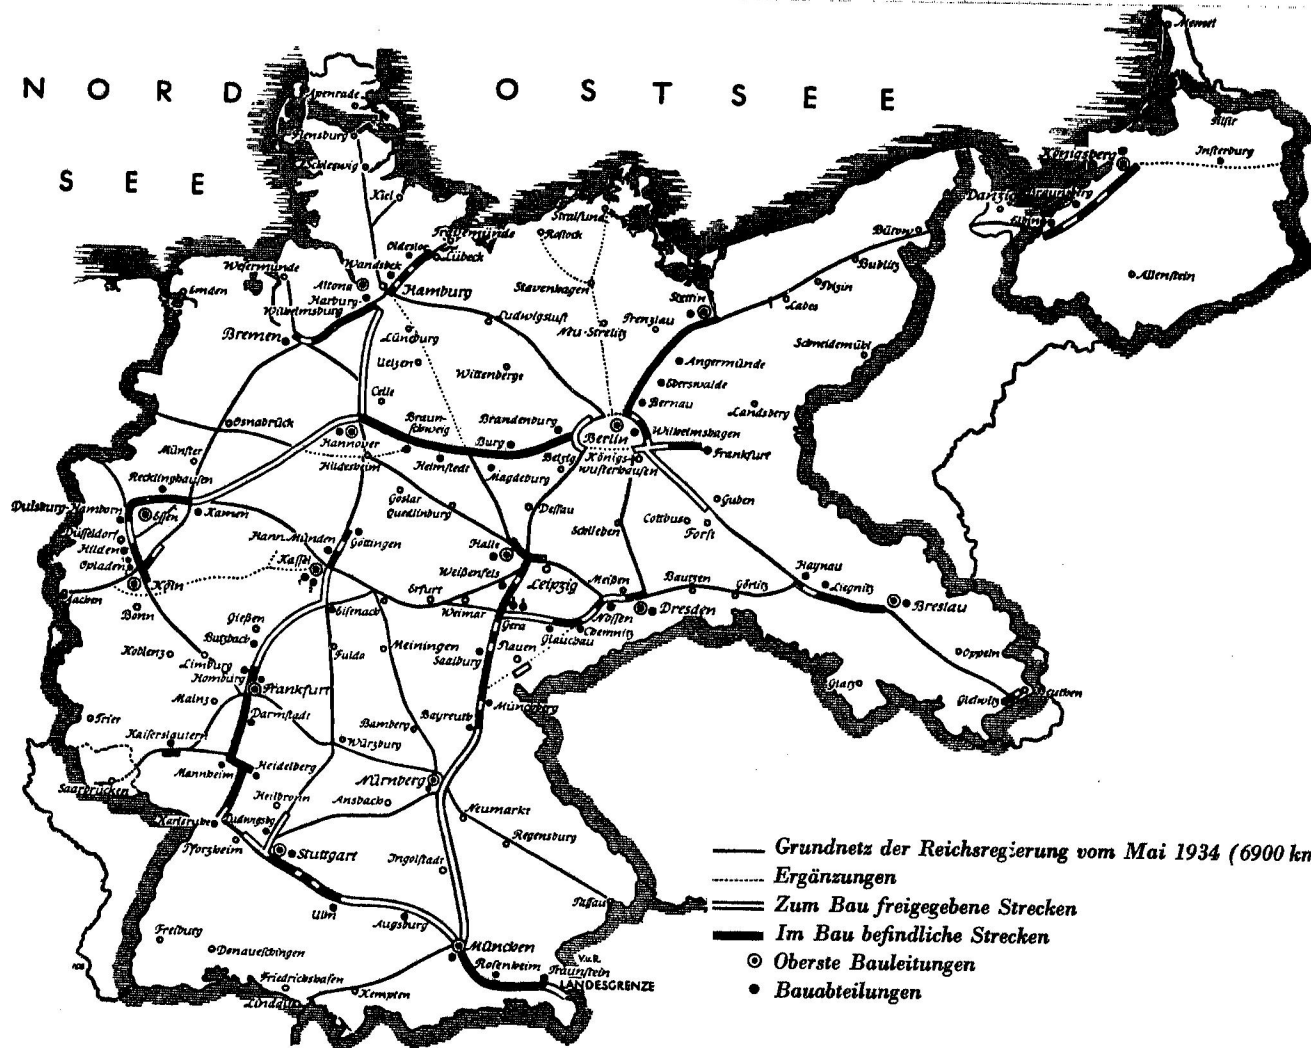 NORD
SEE
OSTSEE
Memel
Apenrade
Flensburg
Schleswig
Kiel
Tilsit
Insterburg
Königsberg
Braunsberg
Danzig
Elbing
Allenstein
Stralsund
Rostock
Travemünde
Oldesloe
Lübeck
Wandsbek
Bütow
Bublitz
Polzin
Labes
Wesermünde
Emden
Altona
Hamburg
Harburg-
Wilhelmsburg
Stavenhagen
Stettin
Ludwigslust
Prenzlau
Neu-Strelitz
Bremen
Lüneburg
Uelzen
Schneidemühl
Wittenberge
Angermünde
Eberswalde
Bernau
Landsberg
Celle
Osnabrück
Braun-
schweig
Brandenburg
Hannover
Burg
Berlin
Wilhelmshagen
Hildesheim
Helmstedt
Magdeburg
Belzig
Königs-
wusterhausen
Frankfurt
Münster
Recklinghausen
Goslar
Quedlinburg
Dessau
Guben
Duisburg-Hamborn
Essen
Kamen
Schlieben
Cottbus
Forst
Düsseldorf
Hilden
Opladen
Hann.Münden
Göttingen
Halle
Kassel
Weißenfels
Leipzig
Meißen
Bautzen
Görlitz
Haynau
Liegnitz
Köln
Aachen
Bonn
Eisenach
Erfurt
Weimar
Gera
Nossen
Dresden
Breslau
Gießen
Butzbach
Glauchau
Chemnitz
Koblenz
Limburg
Homburg
Fulda
Meiningen
Saalburg
Plauen
Oppeln
Frankfurt
Mainz
Glatz
Gleiwitz
Beuthen
Darmstadt
Bamberg
Bayreuth
Münchberg
Trier
Kaiserslautern
Würzburg
Mannheim
Heidelberg
Nürnberg
Saarbrücken
Heilbronn
Ansbach
Neumarkt
Karlsruhe
Ludwigsbg
Pforzheim
Stuttgart
Ingolstadt
Regensburg
Ulm
Augsburg
Passau
Freiburg
Donaueschingen
München
Rosenheim
Traunstein
V.u.R.
LANDESGRENZE
Friedrichshafen
Lindau
Kempten
Grundnetz der Reichsregierung vom Mai 1934 (6900 km
Ergänzungen
Zum Bau freigegebene Strecken
Im Bau befindliche Strecken
Oberste Bauleitungen
Bauabteilungen